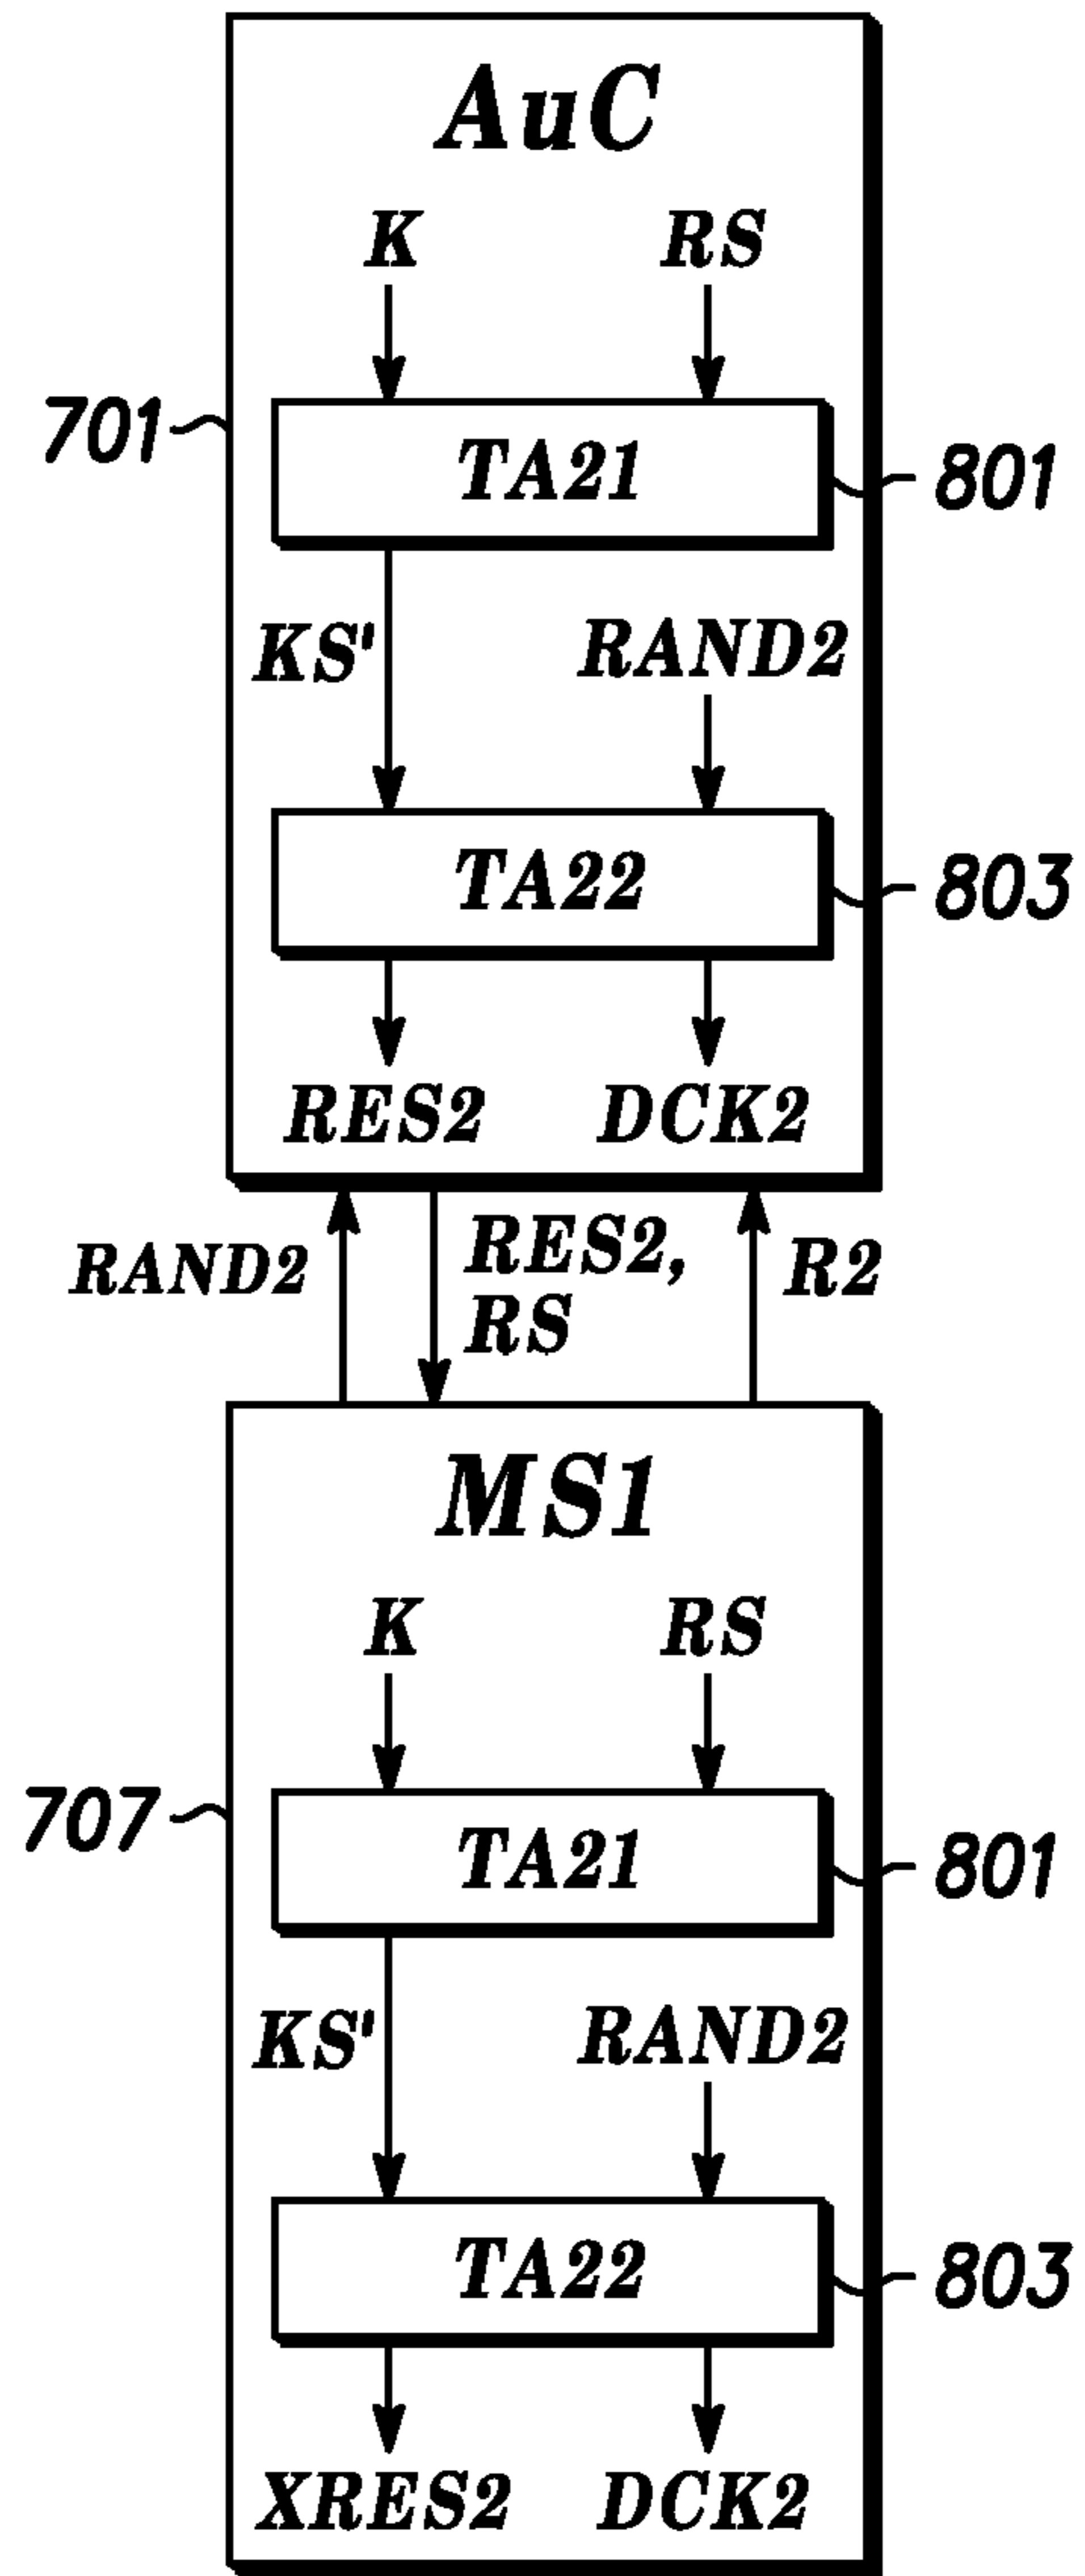 AuC
K RS
701
TA21
801
KS' RAND2
TA22
803
RES2 DCK2
RAND2
RES2,
RS
R2
MS1
K RS
707
TA21
801
KS' RAND2
TA22
803
XRES2 DCK2